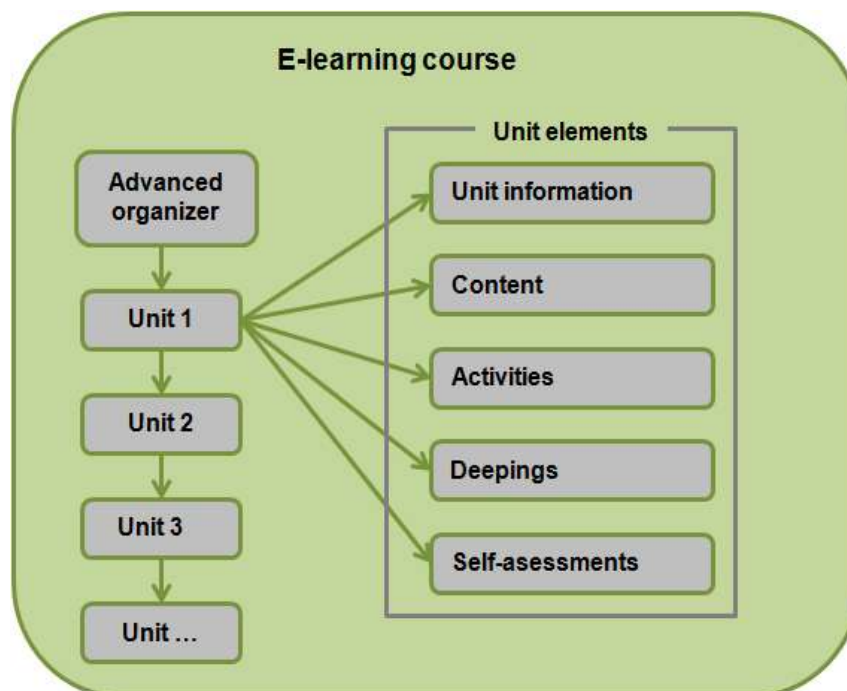 E-learning course
Advanced
organizer
Unit 1
Unit 2
Unit 3
Unit ...
Unit elements
Unit information
Content
Activities
Deepings
Self-asessments